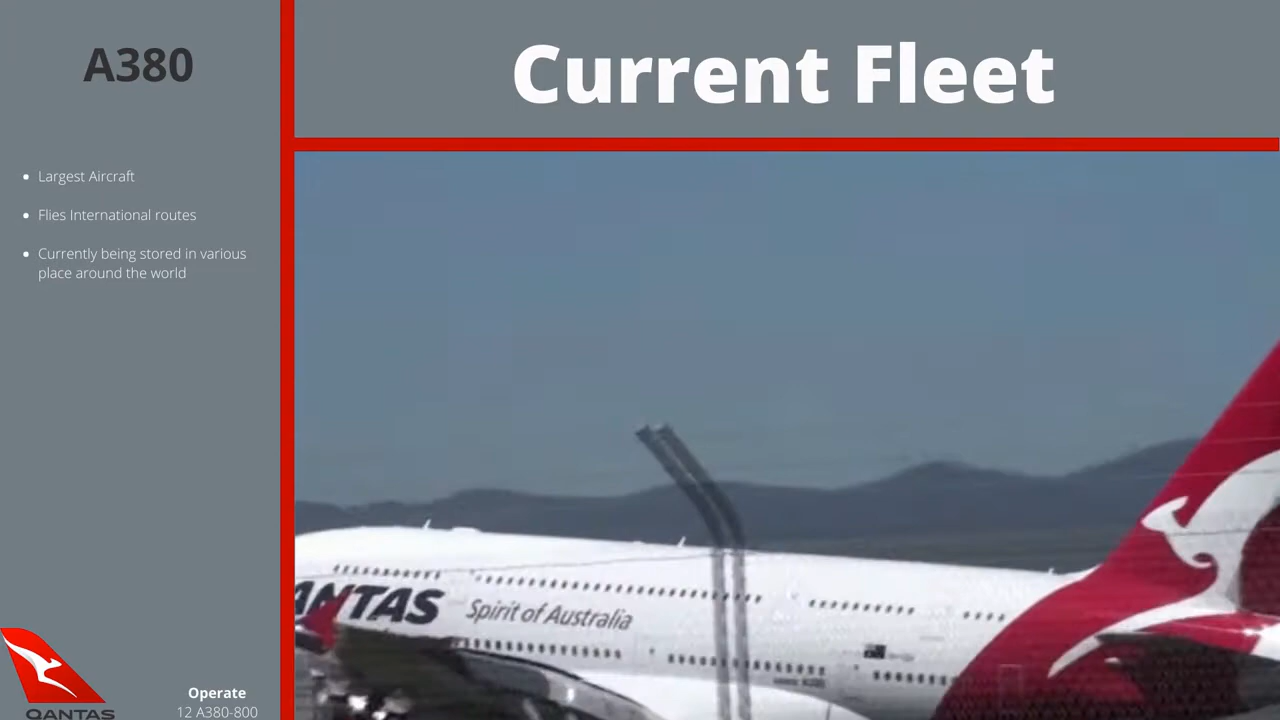 A380
Current Fleet
Largest Aircraft
Flies International routes
Currently being stored in various
place around the world
QANTAS
Spirit of Australia
Operate
12 A380-800
QANTAS